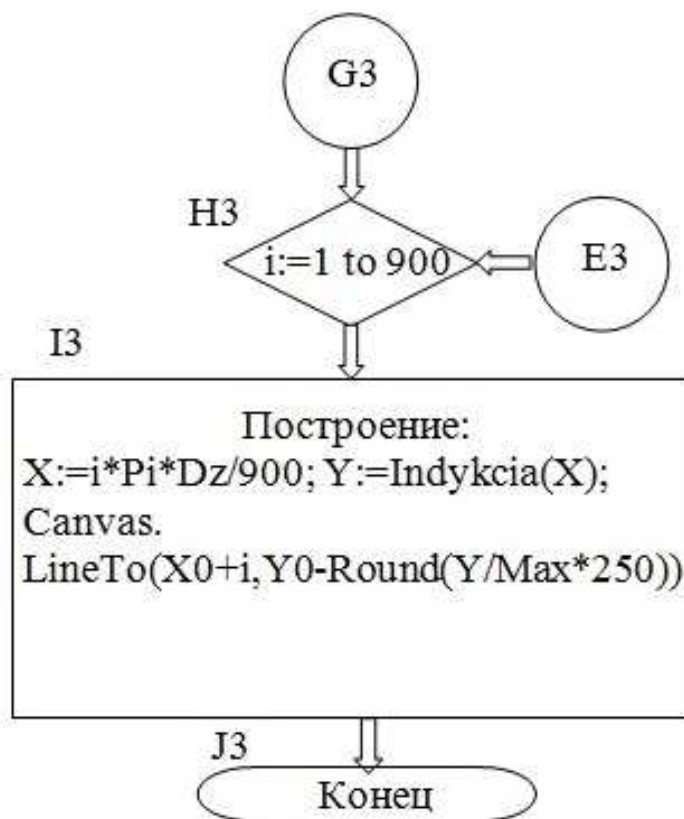 G3
H3
i:=1 to 900
E3
I3
Построение:
X:=i*Pi*Dz/900; Y:=Indykcia(X);
Canvas.
LineTo(X0+i,Y0-Round(Y/Max*250))
J3
Конец